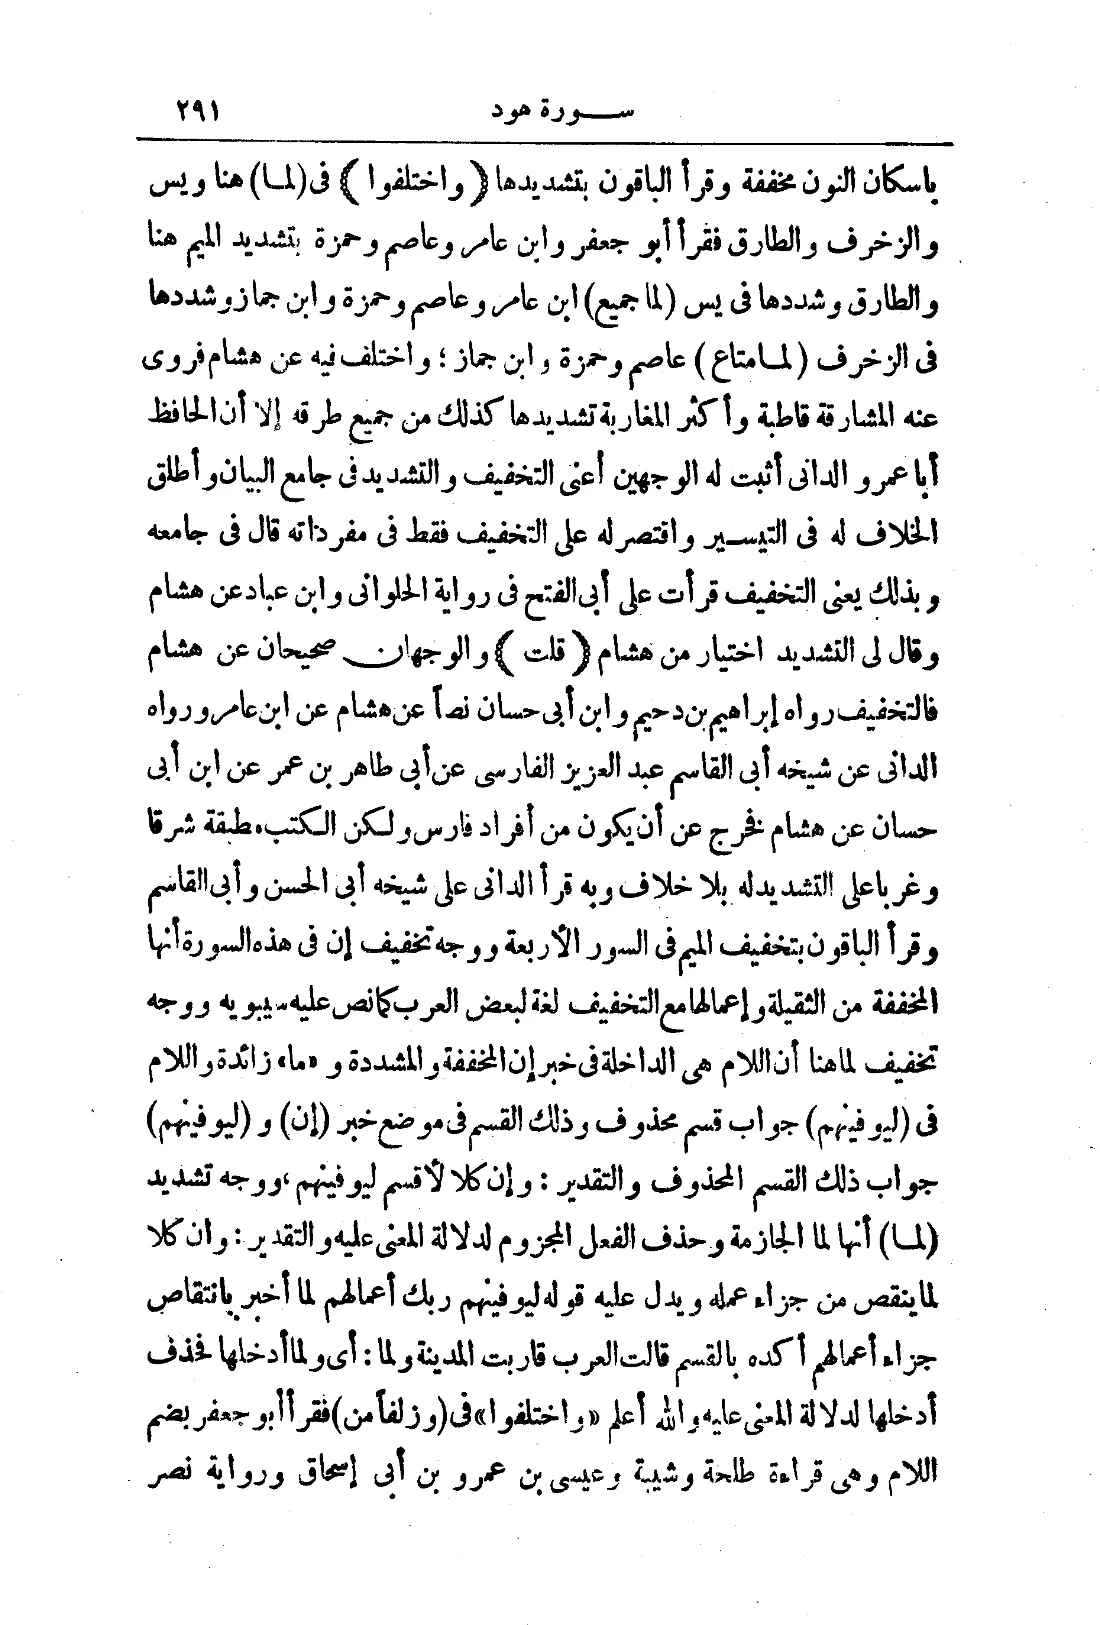 سورة هود ٢٩١
باسكان النون مخففة وقرأ الباقون بتشديدها ﴿ واختلفوا ﴾ فى (لما) هنا ويس
والزخرف والطارق فقرأ أبو جعفر وابن عامر وعاصم وحمزة بتشديد الميم هنا
والطارق وشددها فى يس (لما جميع) ابن عامر وعاصم وحمزة وابن جماز وشددها
فى الزخرف (لما متاع) عاصم وحمزة وابن جماز ؛ واختلف فيه عن هشام فروى
عنه المشارقة قاطبة وأكثر المغاربة تشديدها كذلك من جميع طرقه إلا أن الحافظ
أبا عمرو الدانى أثبت له الوجهين أعنى التخفيف والتشديد فى جامع البيان وأطلق
الخلاف له فى التيسير واقتصر له على التخفيف فقط فى مفرداته قال فى جامعه
وبذلك يعنى التخفيف قرأت على أبى الفتح فى رواية الحلوانى وابن عباد عن هشام
وقال لى التشديد اختيار من هشام ﴿ قلت ﴾ والوجهان صحيحان عن هشام
فالتخفيف رواه إبراهيم بن دحيم وابن أبى حسان نصاً عن هشام عن ابن عامر ورواه
الدانى عن شيخه أبى القاسم عبد العزيز الفارسى عن أبى طاهر بن عمر عن ابن أبى
حسان عن هشام فخرج عن أن يكون من أفراد فارس ولكن الكتب مطبقة شرقا
وغربا على التشديد له بلا خلاف وبه قرأ الدانى على شيخه أبى الحسن وأبى القاسم
وقرأ الباقون بتخفيف الميم فى السور الأربعة ووجه تخفيف إن فى هذه السورة أنها
المخففة من الثقيلة وإعمالها مع التخفيف لغة لبعض العرب كما نص عليه سيبويه ووجه
تخفيف لما هنا أن اللام هى الداخلة فى خبر إن المخففة والمشددة و «ما» زائدة واللام
فى (ليوفينهم) جواب قسم محذوف وذلك القسم فى موضع خبر (إن) و (ليوفينهم)
جواب ذلك القسم المحذوف والتقدير : وإن كلا لأقسم ليوفينهم ، ووجه تشديد
(لما) أنها لما الجازمة وحذف الفعل المجزوم لدلالة المعنى عليه والتقدير : وان كلا
لما ينقص من جزاء عمله ويدل عليه قوله ليوفينهم ربك أعمالهم لما أخبر بانتقاص
جزاء أعمالهم أكده بالقسم قالت العرب قاربت المدينة ولما : أى ولما أدخلها فحذف
أدخلها لدلالة المعنى عليه والله أعلم «واختلفوا» فى (وزلفاً من) فقرأ أبو جعفر بضم
اللام وهى قراءة طلحة وشيبة وعيسى بن عمرو بن أبى إسحاق ورواية نصر